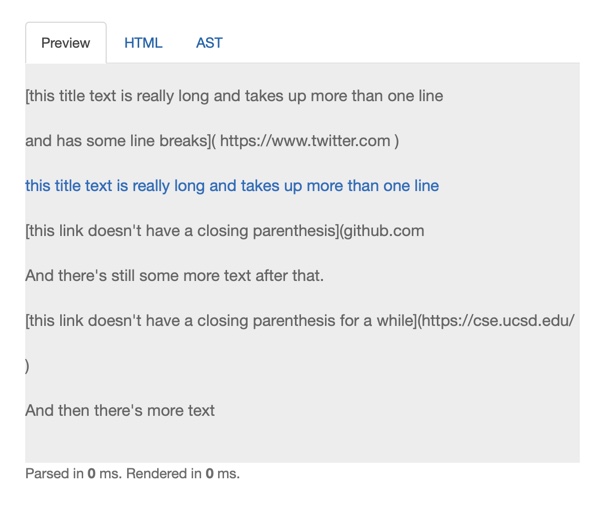 Preview HTML AST
[this title text is really long and takes up more than one line
and has some line breaks]( https://www.twitter.com )
this title text is really long and takes up more than one line
[this link doesn't have a closing parenthesis](github.com
And there's still some more text after that.
[this link doesn't have a closing parenthesis for a while](https://cse.ucsd.edu/
)
And then there's more text
Parsed in 0 ms. Rendered in 0 ms.